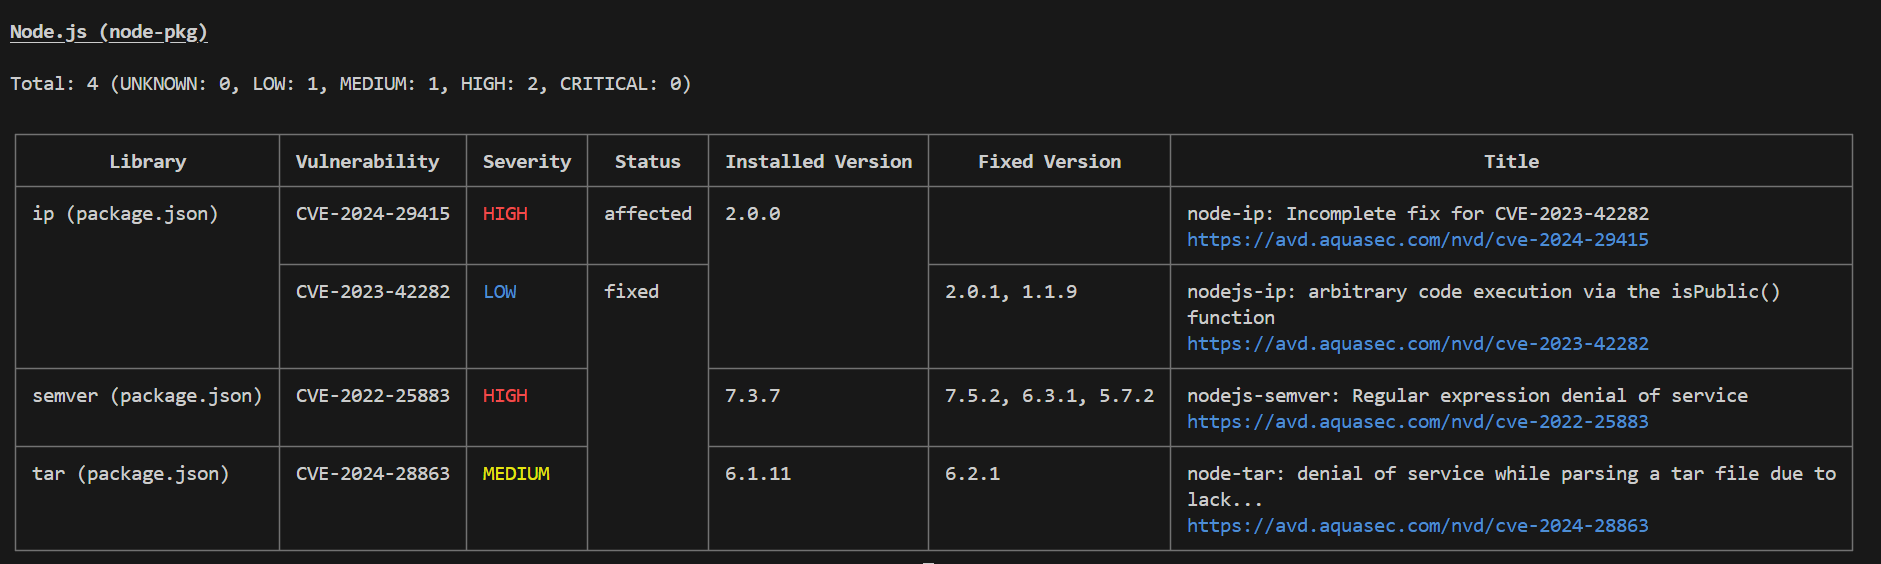 Node.js (node-pkg)
Total: 4 (UNKNOWN: 0, LOW: 1, MEDIUM: 1, HIGH: 2, CRITICAL: 0)
Library Vulnerability Severity Status Installed Version Fixed Version Title
ip (package.json) CVE-2024-29415 HIGH affected 2.0.0 node-ip: Incomplete fix for CVE-2023-42282
https://avd.aquasec.com/nvd/cve-2024-29415
CVE-2023-42282 LOW fixed 2.0.1, 1.1.9 nodejs-ip: arbitrary code execution via the isPublic()
function
https://avd.aquasec.com/nvd/cve-2023-42282
semver (package.json) CVE-2022-25883 HIGH 7.3.7 7.5.2, 6.3.1, 5.7.2 nodejs-semver: Regular expression denial of service
https://avd.aquasec.com/nvd/cve-2022-25883
tar (package.json) CVE-2024-28863 MEDIUM 6.1.11 6.2.1 node-tar: denial of service while parsing a tar file due to
lack...
https://avd.aquasec.com/nvd/cve-2024-28863